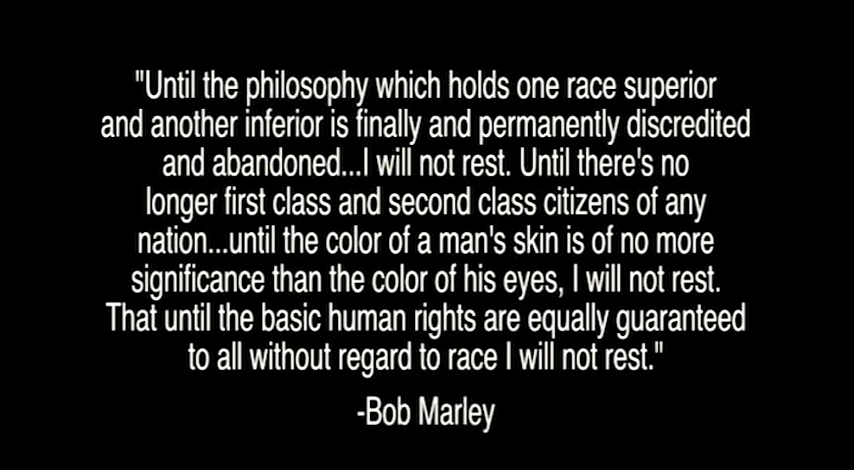 "Until the philosophy which holds one race superior
and another inferior is finally and permanently discredited
and abandoned...I will not rest. Until there's no
longer first class and second class citizens of any
nation...until the color of a man's skin is of no more
significance than the color of his eyes, I will not rest.
That until the basic human rights are equally guaranteed
to all without regard to race I will not rest."
-Bob Marley